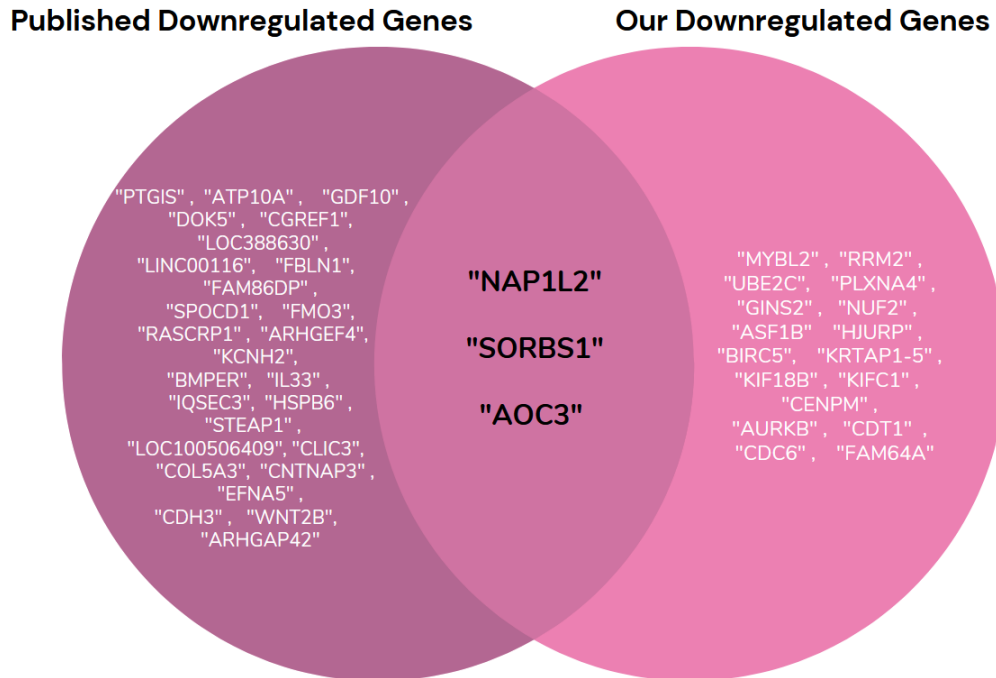 Published Downregulated Genes
Our Downregulated Genes
"PTGIS" , "ATP10A" , "GDF10" ,
"DOK5" , "CGREF1",
"LOC388630" ,
"LINC00116", "FBLN1",
"FAM86DP" ,
"SPOCD1" , "FMO3" ,
"RASCRP1" , "ARHGEF4" ,
"KCNH2",
"BMPER" , "IL33" ,
"IQSEC3" , "HSPB6" ,
"STEAP1" ,
"LOC100506409" , "CLIC3",
"COL5A3" , "CNTNAP3" ,
"EFNA5" ,
"CDH3" , "WNT2B",
"ARHGAP42"
"NAP1L2"
"SORBS1"
"AOC3"
"MYBL2" , "RRM2" ,
"UBE2C" , "PLXNA4" ,
"GINS2" , "NUF2" ,
"ASF1B" "HJURP" ,
"BIRC5" , "KRTAP1-5" ,
"KIF18B" , "KIFC1" ,
"CENPM" ,
"AURKB" , "CDT1" ,
"CDC6" , "FAM64A"